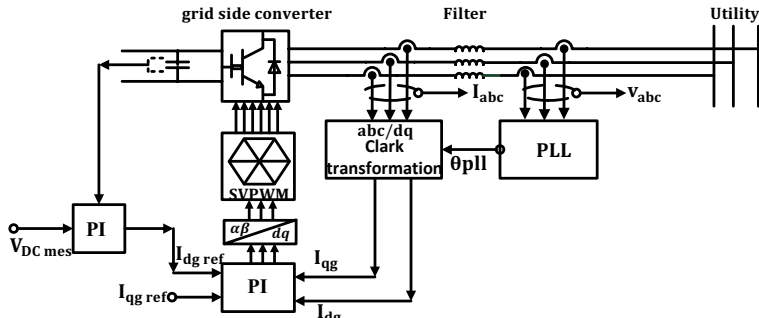 grid side converter
Filter
Utility
I_abc
v_abc
abc/dq
Clark
transformation
θpll
PLL
SVPWM
PI
V_DC mes
αβ
dq
I_dg ref
I_qg
PI
I_qg ref
I_dg